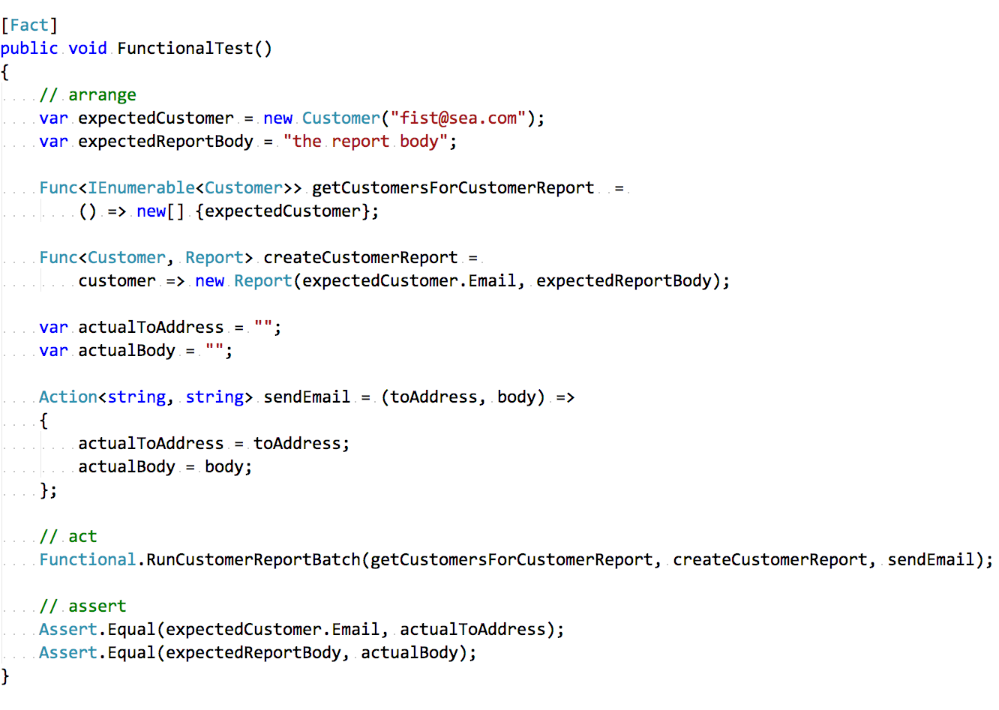 [Fact]
public void FunctionalTest()
{
    // arrange
    var expectedCustomer = new Customer("fist@sea.com");
    var expectedReportBody = "the report body";

    Func<IEnumerable<Customer>> getCustomersForCustomerReport  =
        () => new[] {expectedCustomer};

    Func<Customer, Report> createCustomerReport =
        customer => new Report(expectedCustomer.Email, expectedReportBody);

    var actualToAddress = "";
    var actualBody = "";

    Action<string, string> sendEmail = (toAddress, body) =>
    {
        actualToAddress = toAddress;
        actualBody = body;
    };

    // act
    Functional.RunCustomerReportBatch(getCustomersForCustomerReport, createCustomerReport, sendEmail);

    // assert
    Assert.Equal(expectedCustomer.Email, actualToAddress);
    Assert.Equal(expectedReportBody, actualBody);
}